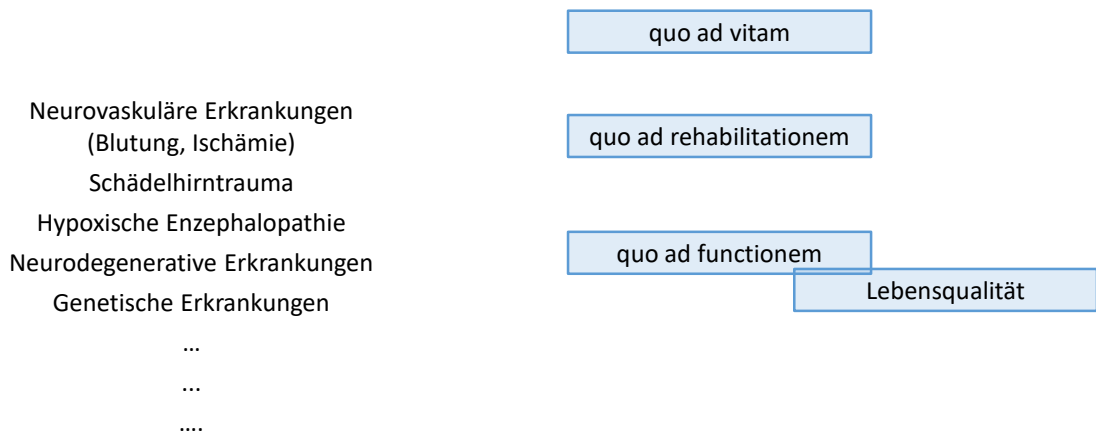 quo ad vitam
Neurovaskuläre Erkrankungen
(Blutung, Ischämie)
Schädelhirntrauma
Hypoxische Enzephalopathie
Neurodegenerative Erkrankungen
Genetische Erkrankungen
...
...
....
quo ad rehabilitationem
quo ad functionem
Lebensqualität